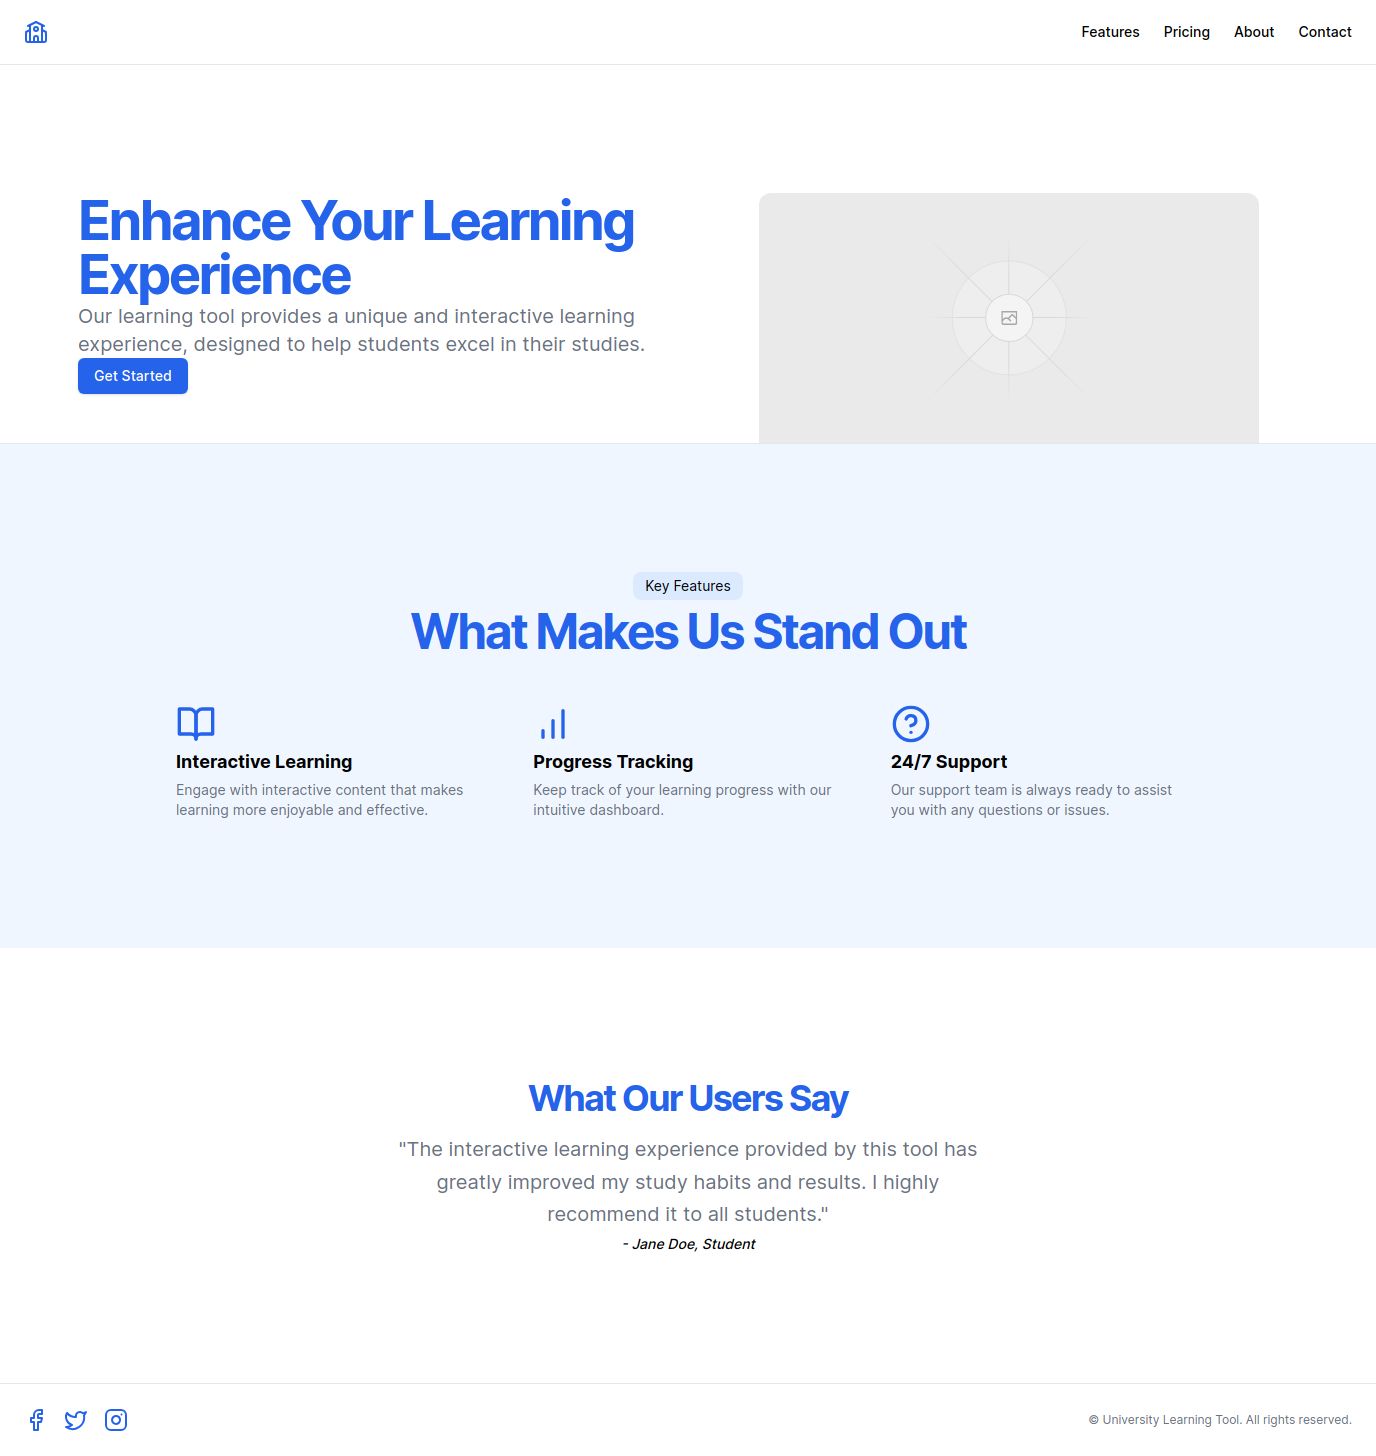 Features Pricing About Contact
Enhance Your Learning
Experience
Our learning tool provides a unique and interactive learning
experience, designed to help students excel in their studies.
Get Started
Key Features
What Makes Us Stand Out
Interactive Learning
Engage with interactive content that makes
learning more enjoyable and effective.
Progress Tracking
Keep track of your learning progress with our
intuitive dashboard.
24/7 Support
Our support team is always ready to assist
you with any questions or issues.
What Our Users Say
"The interactive learning experience provided by this tool has
greatly improved my study habits and results. I highly
recommend it to all students."
- Jane Doe, Student
© University Learning Tool. All rights reserved.